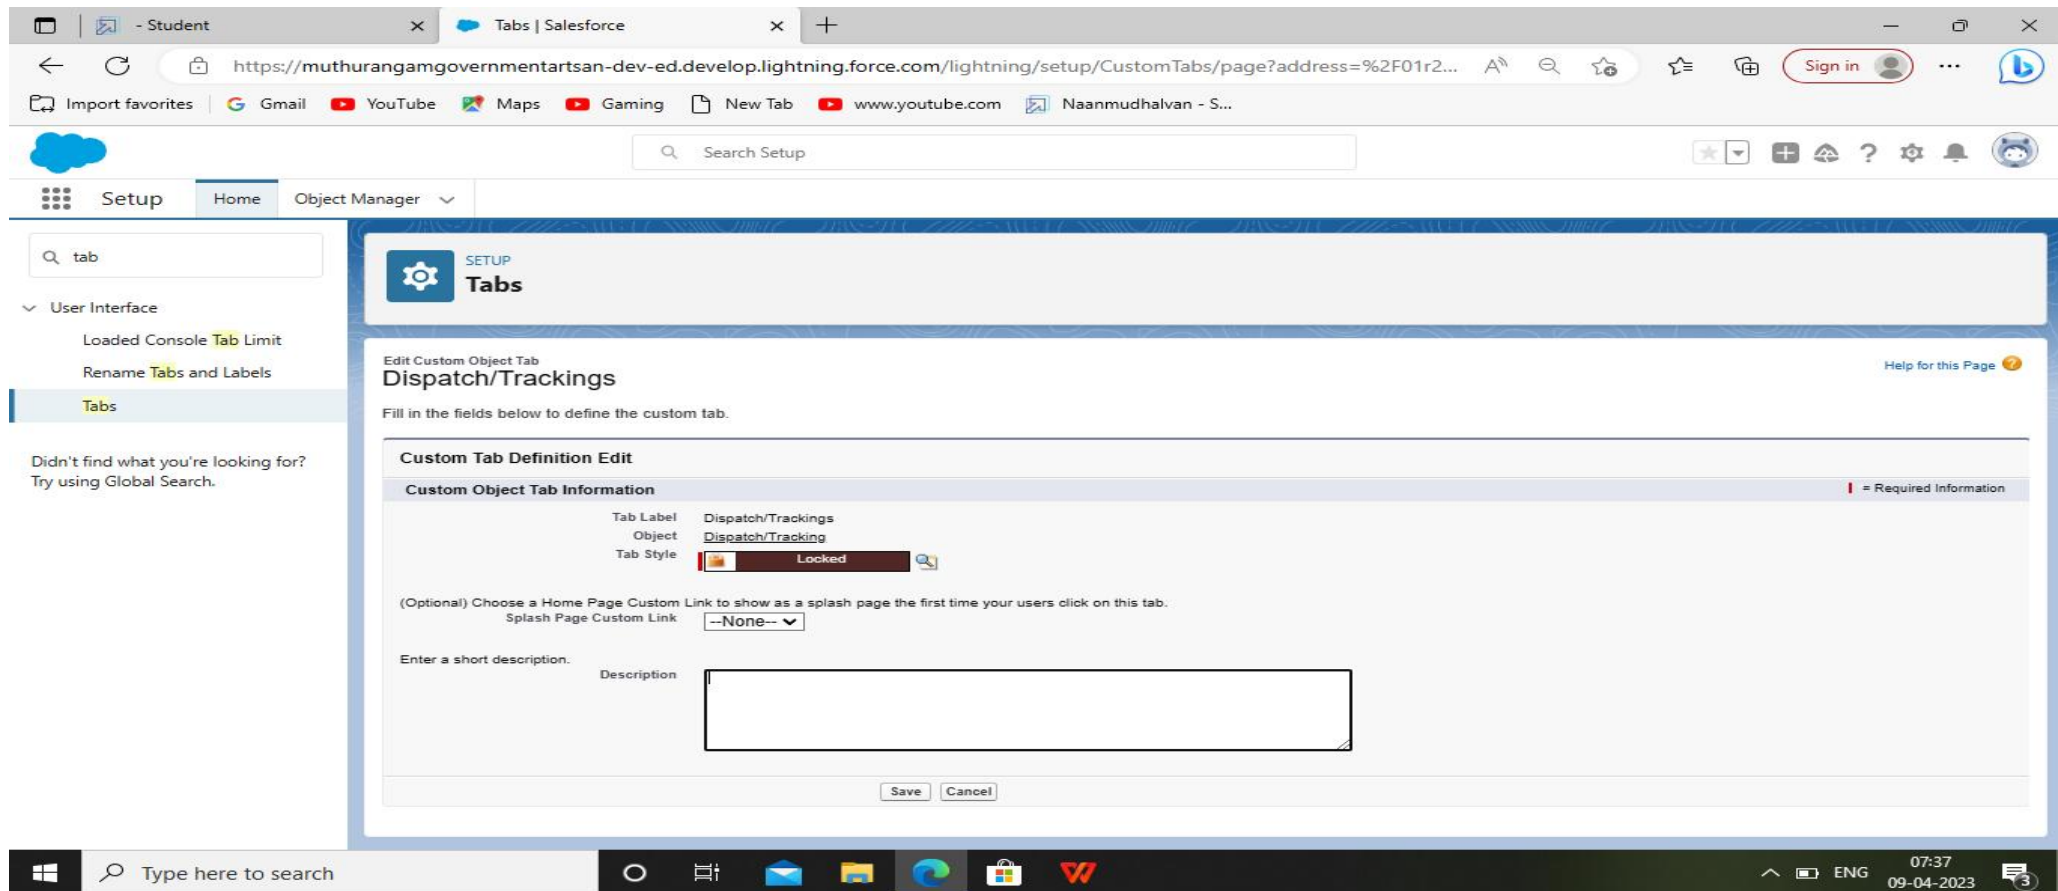 - Student
Tabs | Salesforce
https://muthurangamgovernmentartsan-dev-ed.develop.lightning.force.com/lightning/setup/CustomTabs/page?address=%2F01r2...
Sign in
Import favorites
Gmail
YouTube
Maps
Gaming
New Tab
www.youtube.com
Naanmudhalvan - S...
Search Setup
Setup
Home
Object Manager
tab
User Interface
Loaded Console Tab Limit
Rename Tabs and Labels
Tabs
Didn't find what you're looking for?
Try using Global Search.
SETUP
Tabs
Edit Custom Object Tab
Dispatch/Trackings
Help for this Page
Fill in the fields below to define the custom tab.
Custom Tab Definition Edit
Custom Object Tab Information
= Required Information
Tab Label Dispatch/Trackings
Object Dispatch/Tracking
Tab Style Locked
(Optional) Choose a Home Page Custom Link to show as a splash page the first time your users click on this tab.
Splash Page Custom Link --None--
Enter a short description.
Description
Save Cancel
Type here to search
ENG
07:37
09-04-2023
3